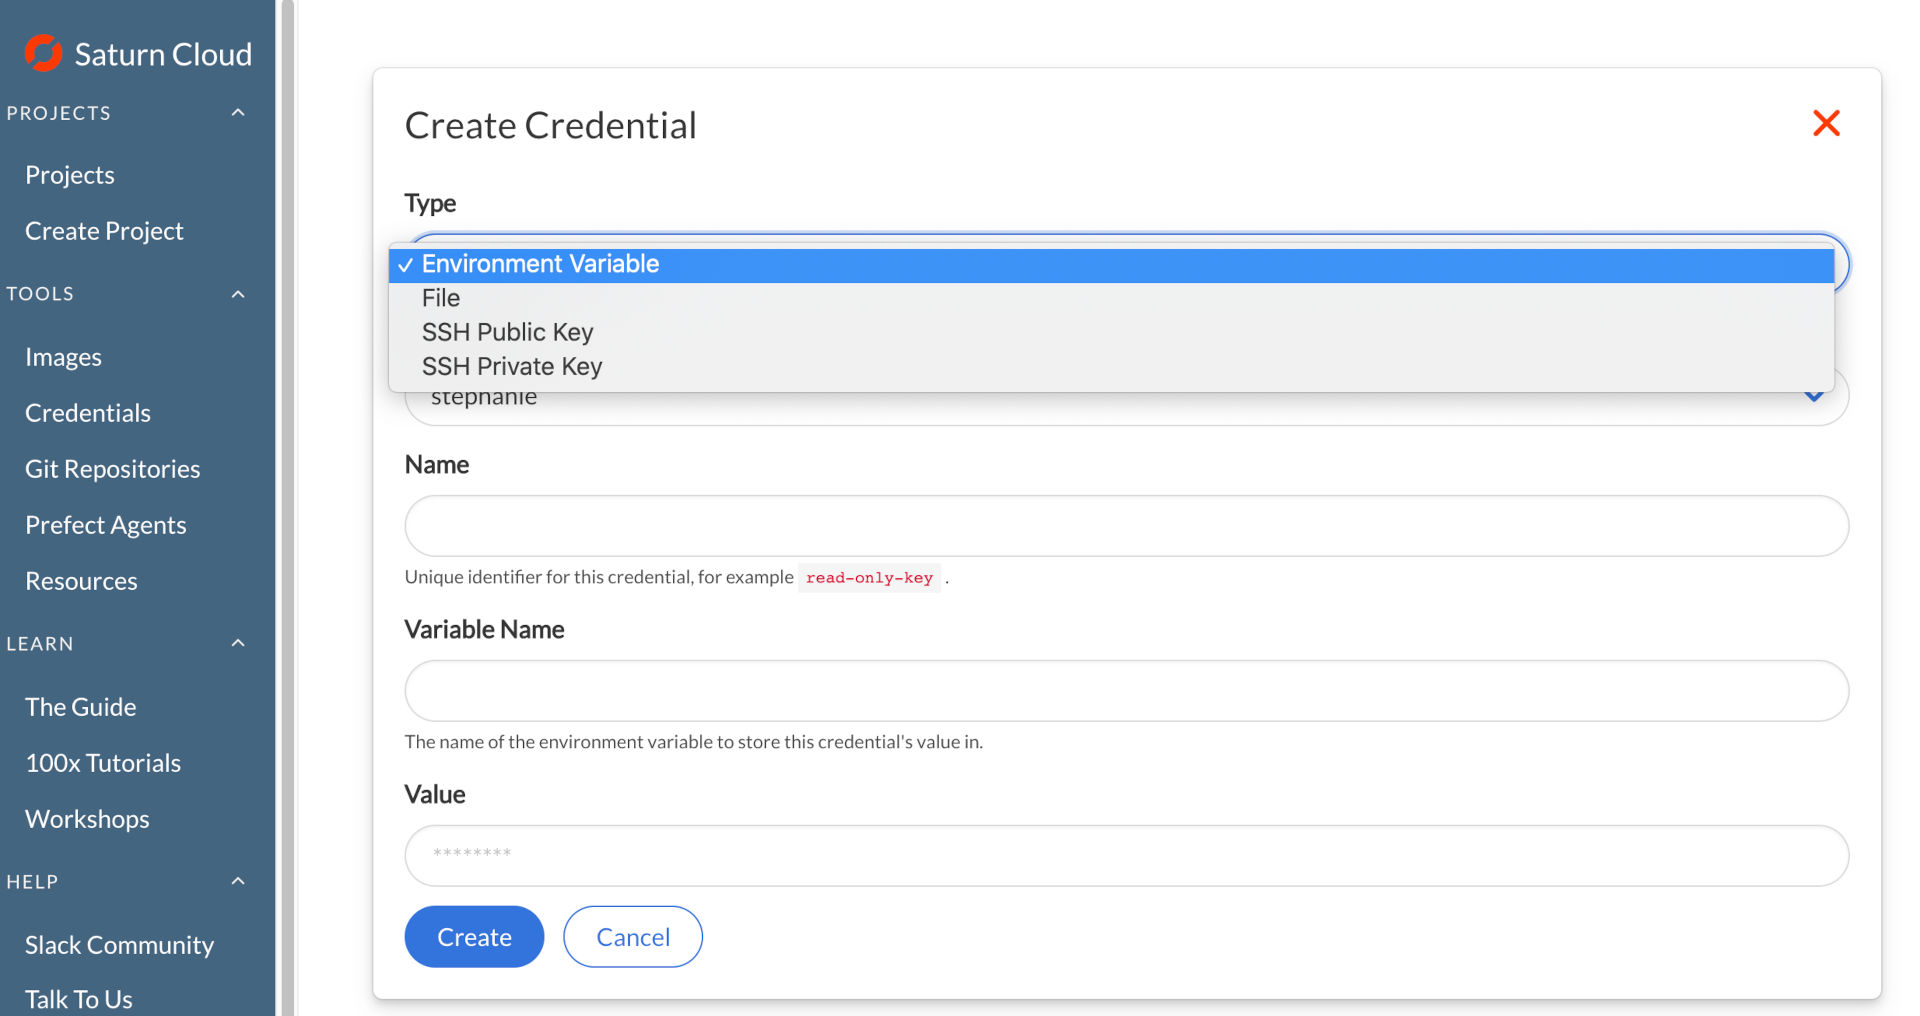 Saturn Cloud
PROJECTS
Projects
Create Project
TOOLS
Images
Credentials
Git Repositories
Prefect Agents
Resources
LEARN
The Guide
100x Tutorials
Workshops
HELP
Slack Community
Talk To Us
Create Credential
Type
✓ Environment Variable
File
SSH Public Key
SSH Private Key
stephanie
Name
Unique identifier for this credential, for example read-only-key .
Variable Name
The name of the environment variable to store this credential's value in.
Value
********
Create Cancel